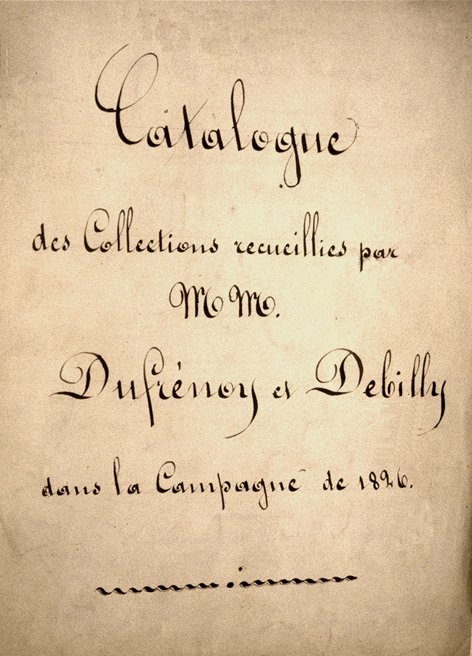 Catalogue
des Collections recueillies par
MM.
Dufrénoy et Debilly
dans la Campagne de 1826.